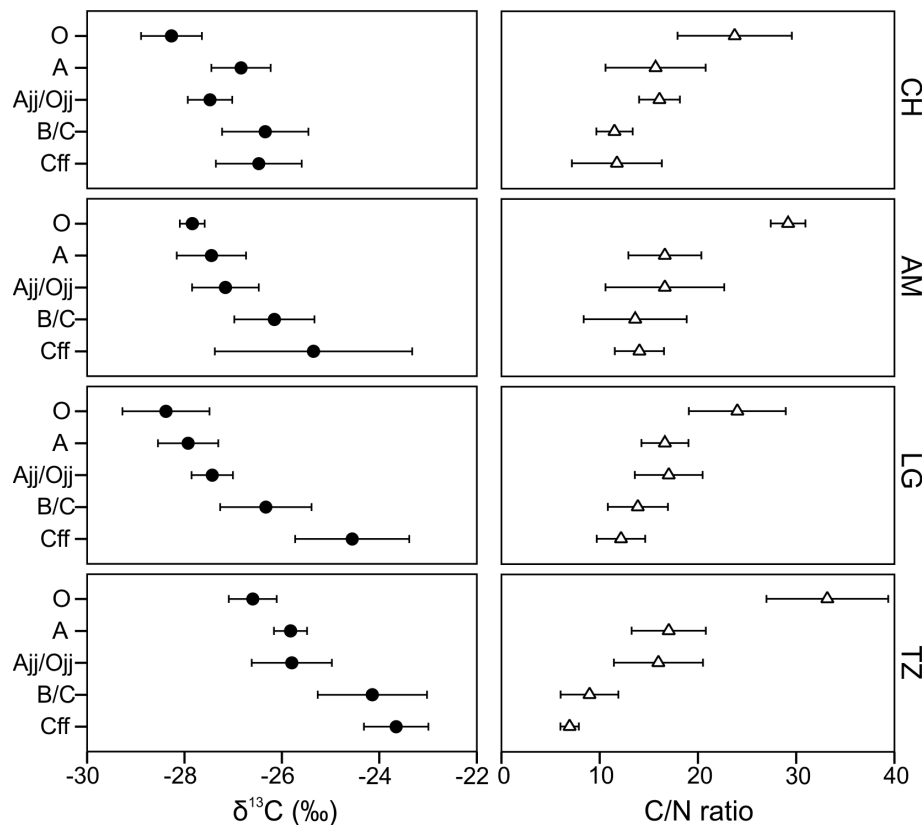 O
A
Ajj/Ojj
B/C
Cff
CH
O
A
Ajj/Ojj
B/C
Cff
AM
O
A
Ajj/Ojj
B/C
Cff
LG
O
A
Ajj/Ojj
B/C
Cff
TZ
-30 -28 -26 -24 -22 0 10 20 30 40
δ¹³C (‰) C/N ratio